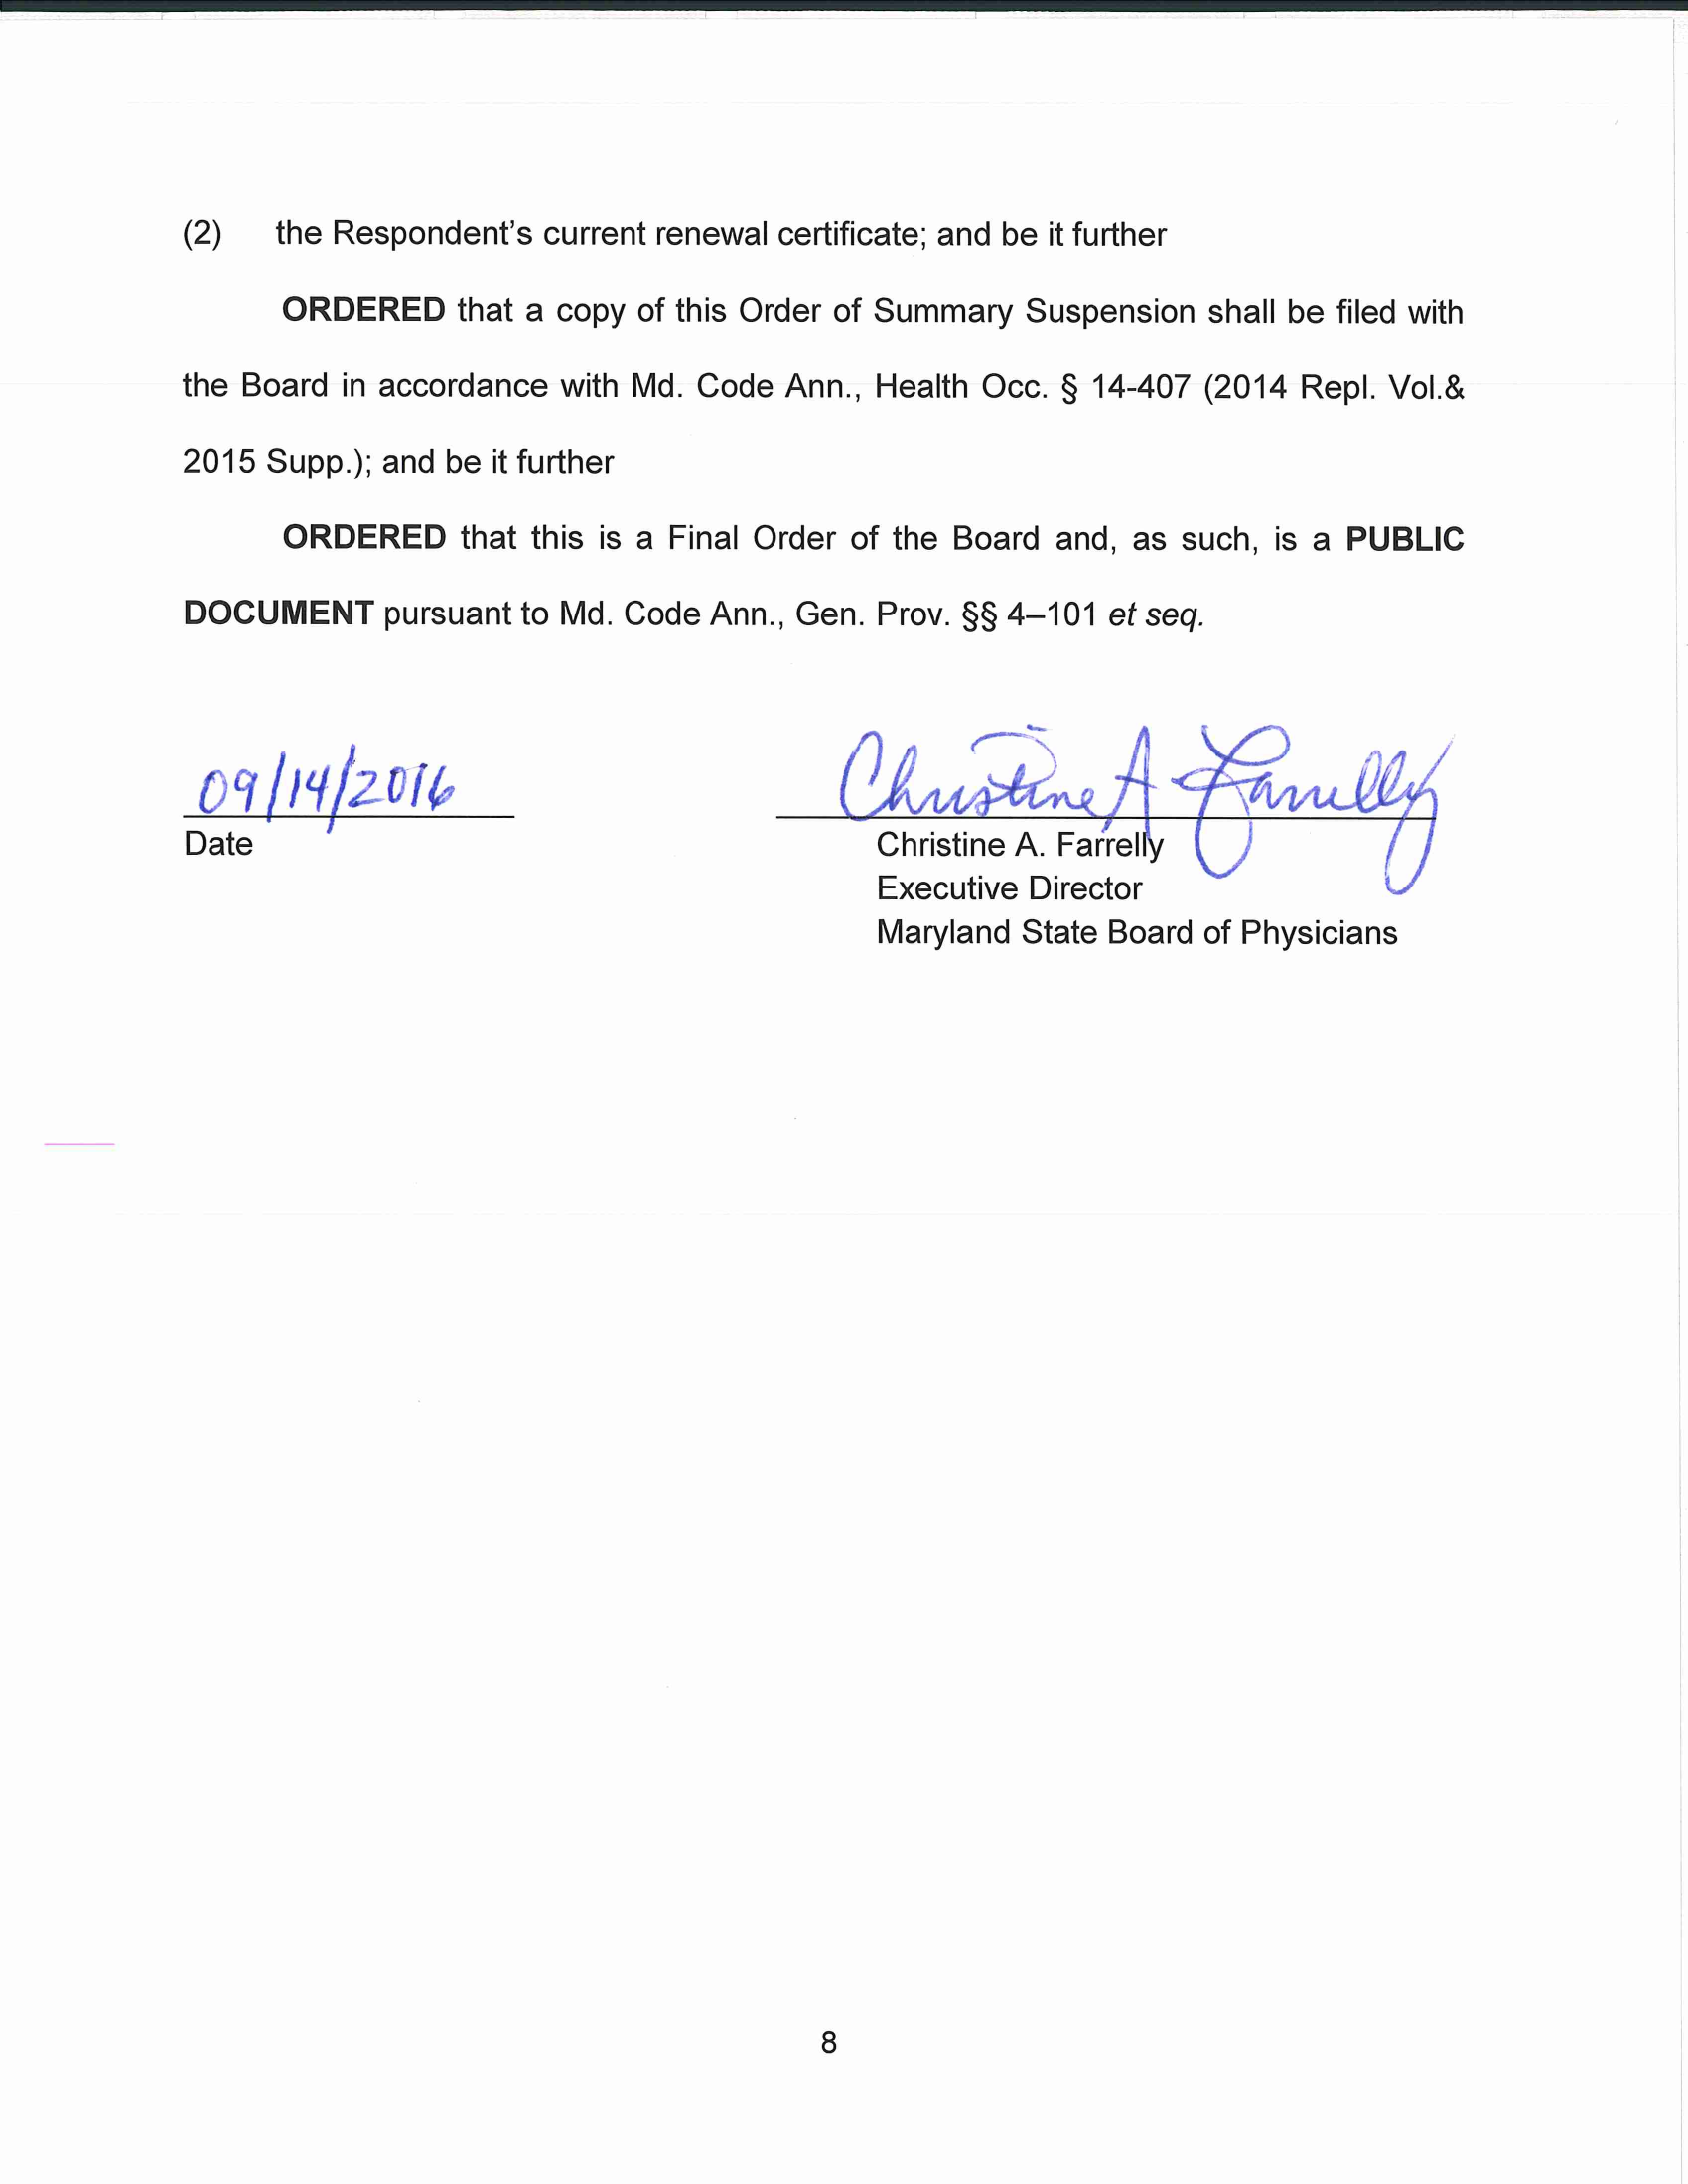 (2) the Respondent's current renewal certificate; and be it further
ORDERED that a copy of this Order of Summary Suspension shall be filed with
the Board in accordance with Md. Code Ann., Health Occ. § 14-407 (2014 Repl. Vol.&
2015 Supp.); and be it further
ORDERED that this is a Final Order of the Board and, as such, is a PUBLIC
DOCUMENT pursuant to Md. Code Ann., Gen. Prov. §§ 4–101 et seq.
09/14/2016 Christine A Farrelly
Date Christine A. Farrelly
Executive Director
Maryland State Board of Physicians
8